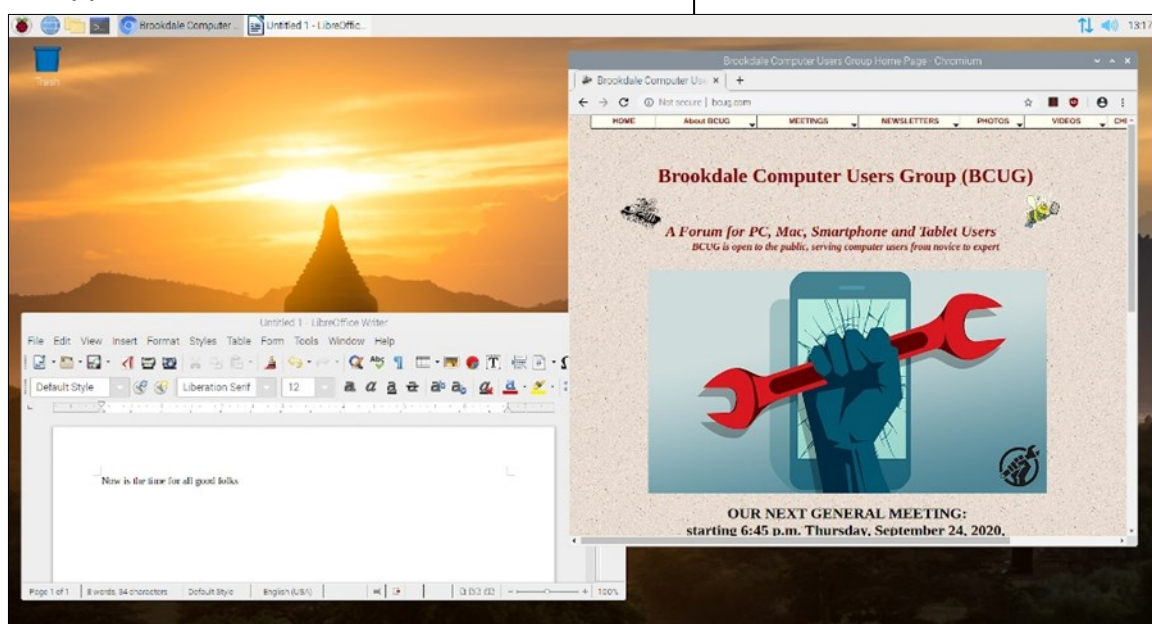 Brookdale Computer ...
Untitled 1 - LibreOffic...
13:17
Trash
Brookdale Computer Users Group Home Page - Chromium
Brookdale Computer Use
Not secure | bcug.com
HOME About BCUG MEETINGS NEWSLETTERS PHOTOS VIDEOS
Brookdale Computer Users Group (BCUG)
A Forum for PC, Mac, Smartphone and Tablet Users
BCUG is open to the public, serving computer users from novice to expert
OUR NEXT GENERAL MEETING:
starting 6:45 p.m. Thursday, September 24, 2020,
Untitled 1 - LibreOffice Writer
File Edit View Insert Format Styles Table Form Tools Window Help
Default Style Liberation Serif 12
Now is the time for all good folks
Page 1 of 1 8 words, 34 characters Default Style English (USA) 100%